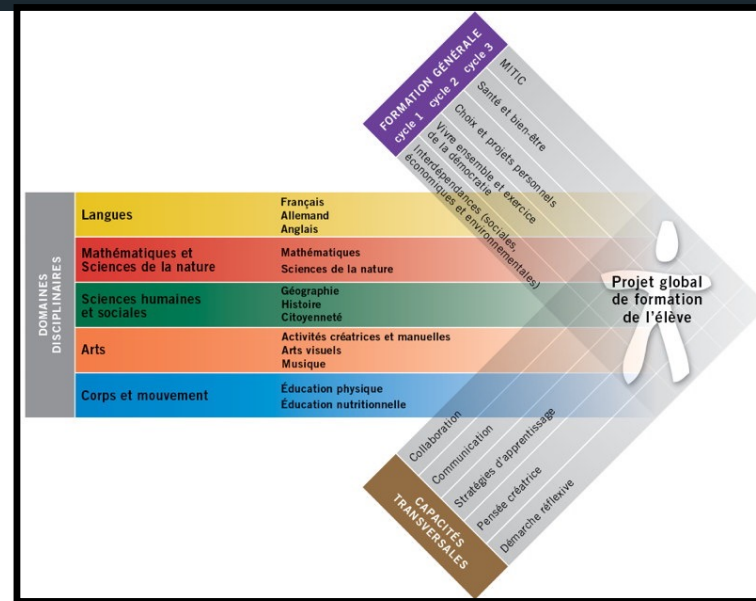 FORMATION GÉNÉRALE
cycle 1 cycle 2 cycle 3
MITIC
Santé et bien-être
Choix et projets personnels
Vivre ensemble et exercice
de la démocratie
Interdépendances (sociales,
économiques et environnementales)
DOMAINES
DISCIPLINAIRES
Langues
Français
Allemand
Anglais
Mathématiques et
Sciences de la nature
Mathématiques
Sciences de la nature
Sciences humaines
et sociales
Géographie
Histoire
Citoyenneté
Arts
Activités créatrices et manuelles
Arts visuels
Musique
Corps et mouvement
Éducation physique
Éducation nutritionnelle
Projet global
de formation
de l'élève
Collaboration
Communication
Stratégies d'apprentissage
Pensée créatrice
Démarche réflexive
CAPACITÉS
TRANSVERSALES